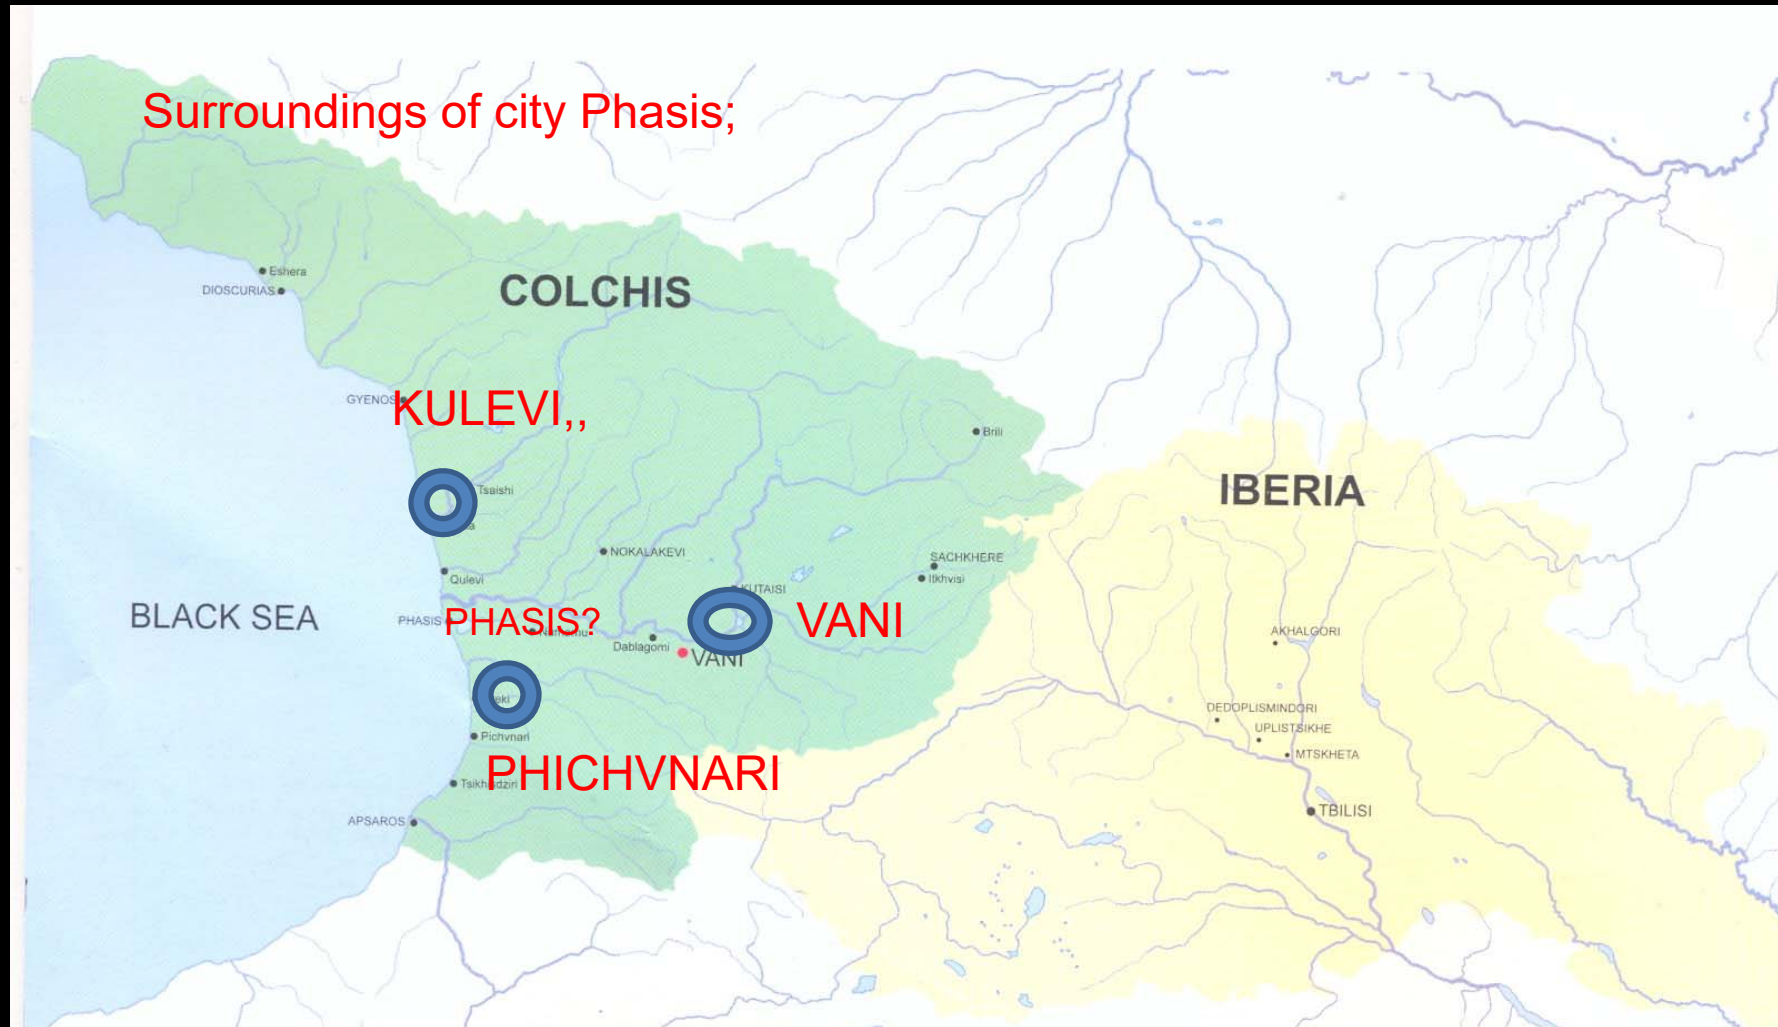 Surroundings of city Phasis;
Eshera
DIOSCURIAS
COLCHIS
GYENOS
KULEVI,,
Brili
IBERIA
Tsaishi
NOKALAKEVI
SACHKHERE
Itkhvisi
Qulevi
KUTAISI
BLACK SEA
PHASIS
PHASIS?
VANI
AKHALGORI
Dablagomi
VANI
DEDOPLISMINDORI
UPLISTSIKHE
Pichvnari
MTSKHETA
PHICHVNARI
APSAROS
TBILISI